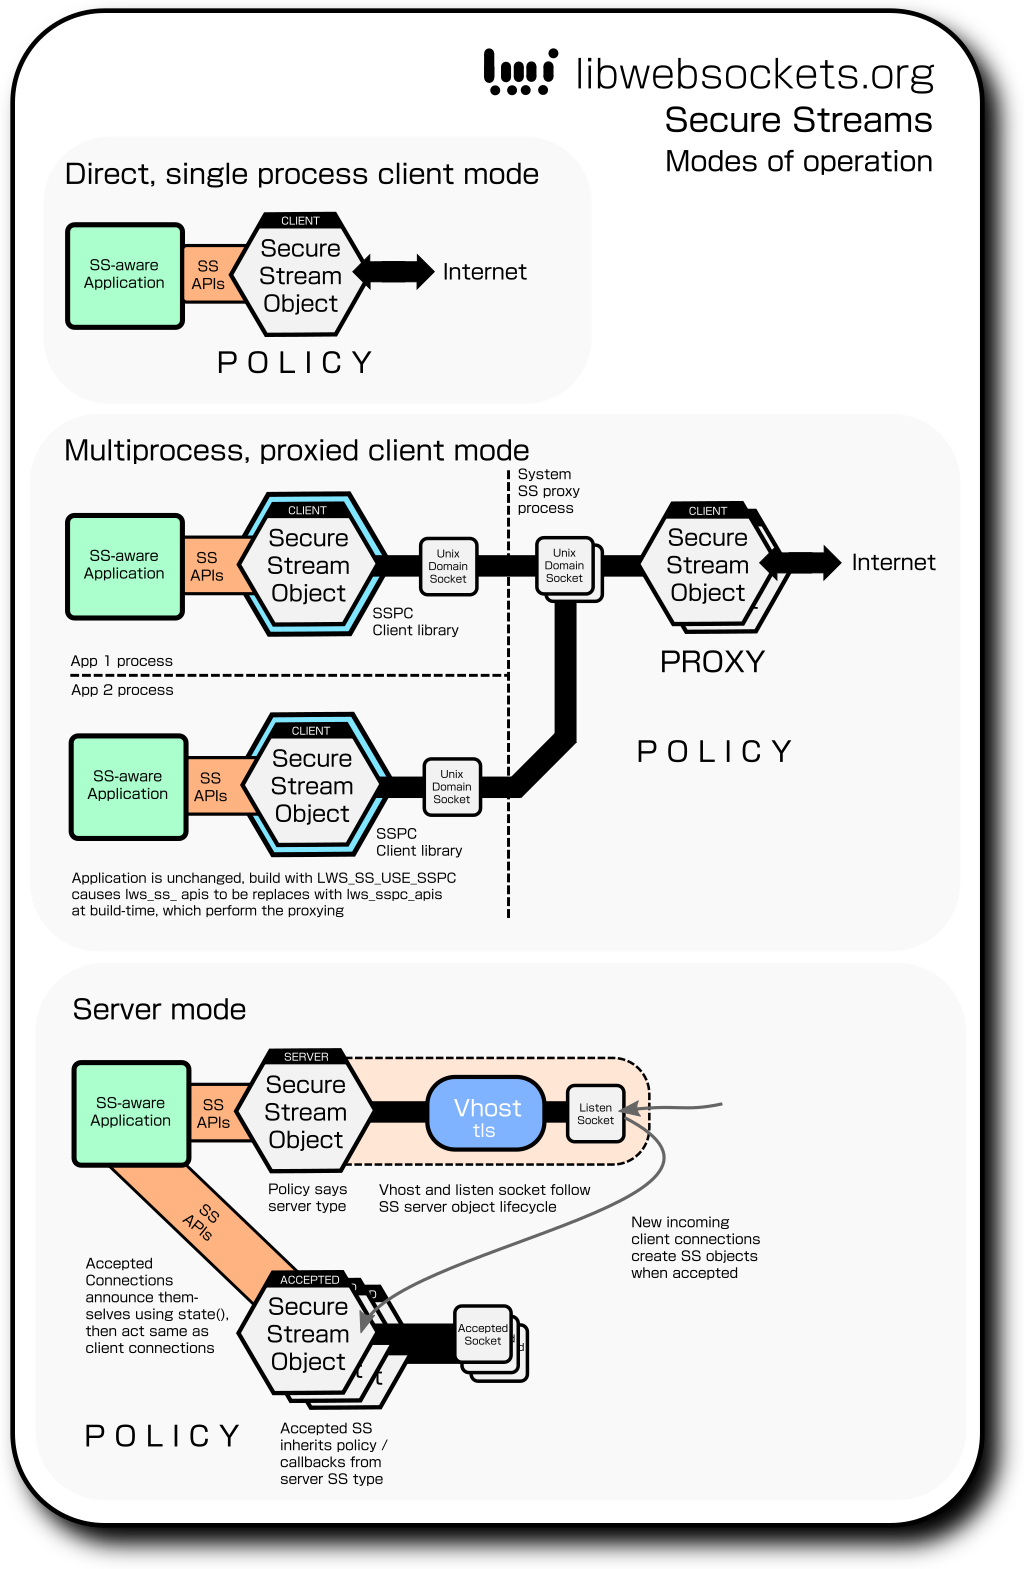 libwebsockets.org
Secure Streams
Modes of operation
Direct, single process client mode
SS-aware
Application
SS
APIs
CLIENT
Secure
Stream
Object
Internet
POLICY
Multiprocess, proxied client mode
System
SS proxy
process
SS-aware
Application
SS
APIs
CLIENT
Secure
Stream
Object
SSPC
Client library
Unix
Domain
Socket
Unix
Domain
Socket
CLIENT
Secure
Stream
Object
Internet
PROXY
App 1 process
App 2 process
POLICY
SS-aware
Application
SS
APIs
CLIENT
Secure
Stream
Object
SSPC
Client library
Unix
Domain
Socket
Application is unchanged, build with LWS_SS_USE_SSPC
causes lws_ss_ apis to be replaces with lws_sspc_apis
at build-time, which perform the proxying
Server mode
SS-aware
Application
SS
APIs
SERVER
Secure
Stream
Object
Vhost
tls
Listen
Socket
Policy says
server type
Vhost and listen socket follow
SS server object lifecycle
New incoming
client connections
create SS objects
when accepted
SS
APIs
Accepted
Connections
announce them-
selves using state(),
then act same as
client connections
ACCEPTED
D
D
Secure
Stream
Object
t
t
Accepted
Socket
d
POLICY
Accepted SS
inherits policy /
callbacks from
server SS type